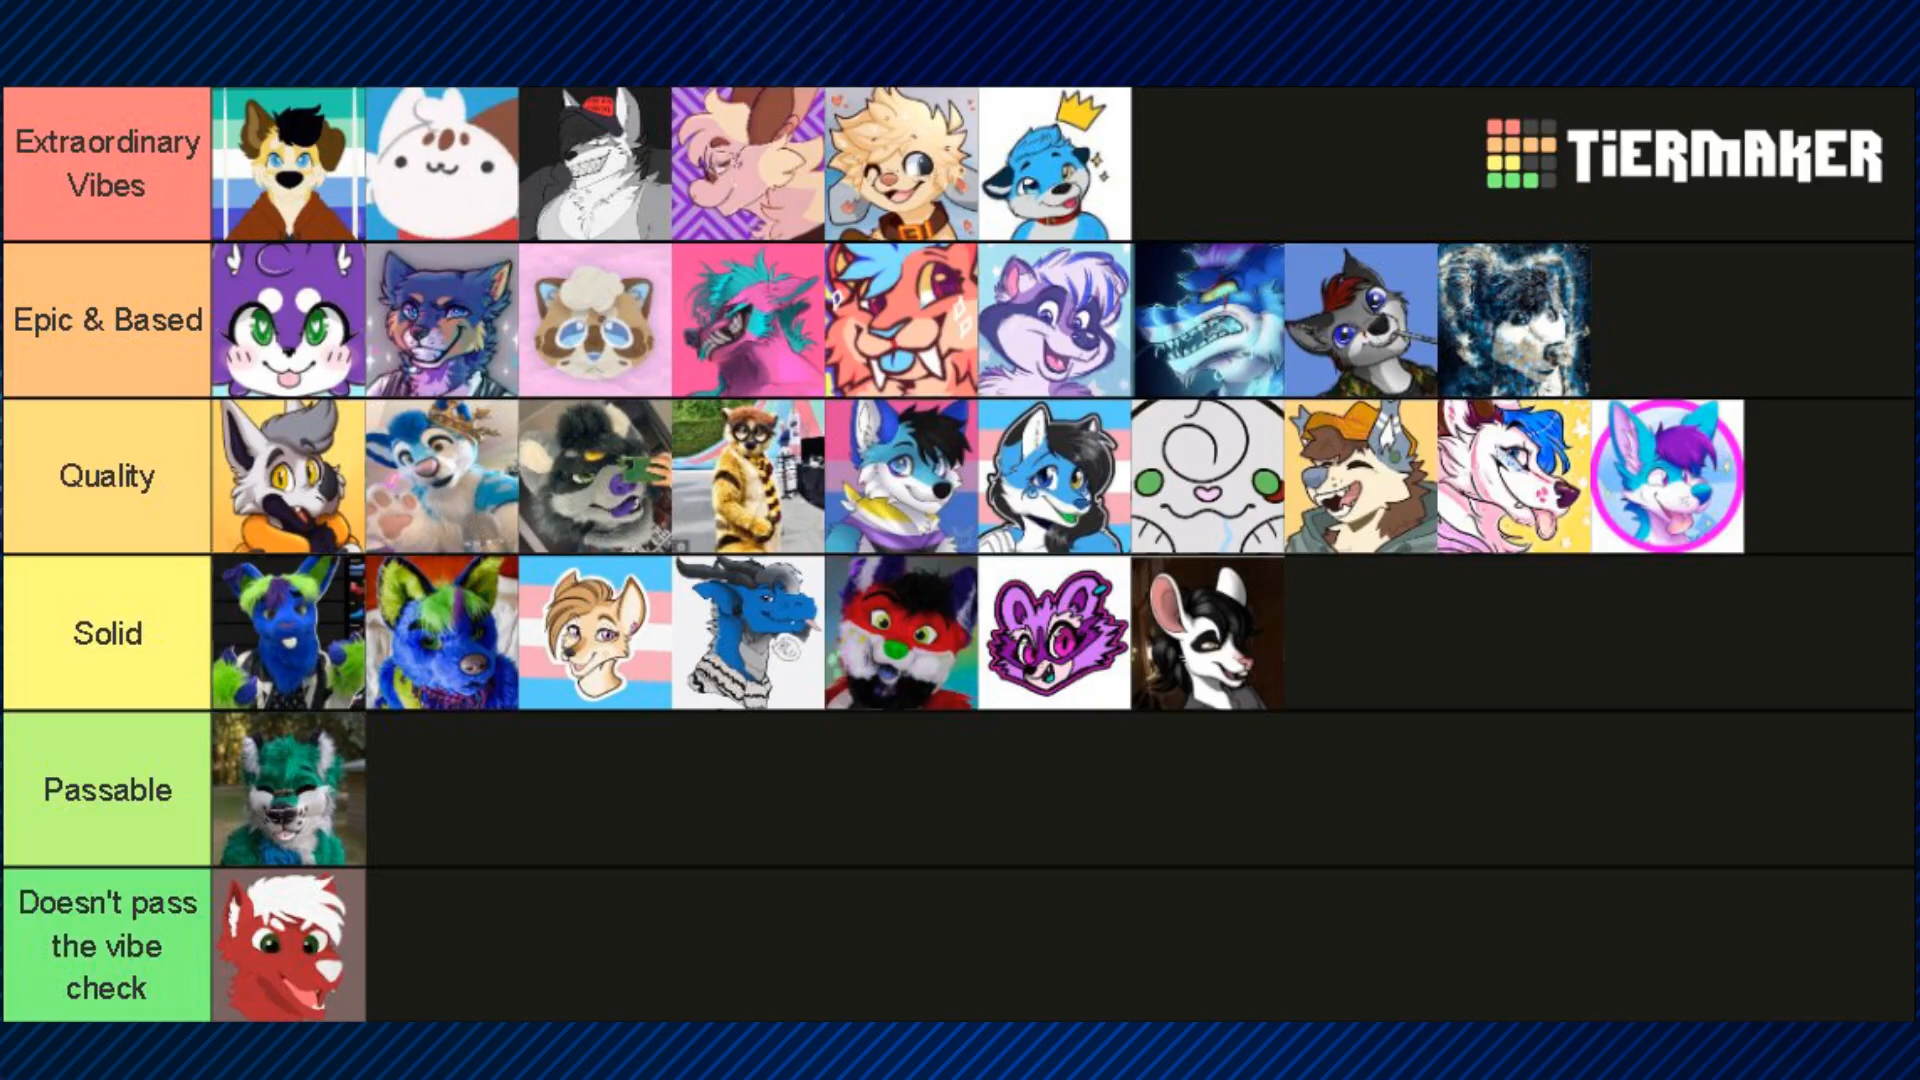 Extraordinary
Vibes
TiERMAKER
Epic & Based
Quality
Solid
Passable
Doesn't pass
the vibe
check